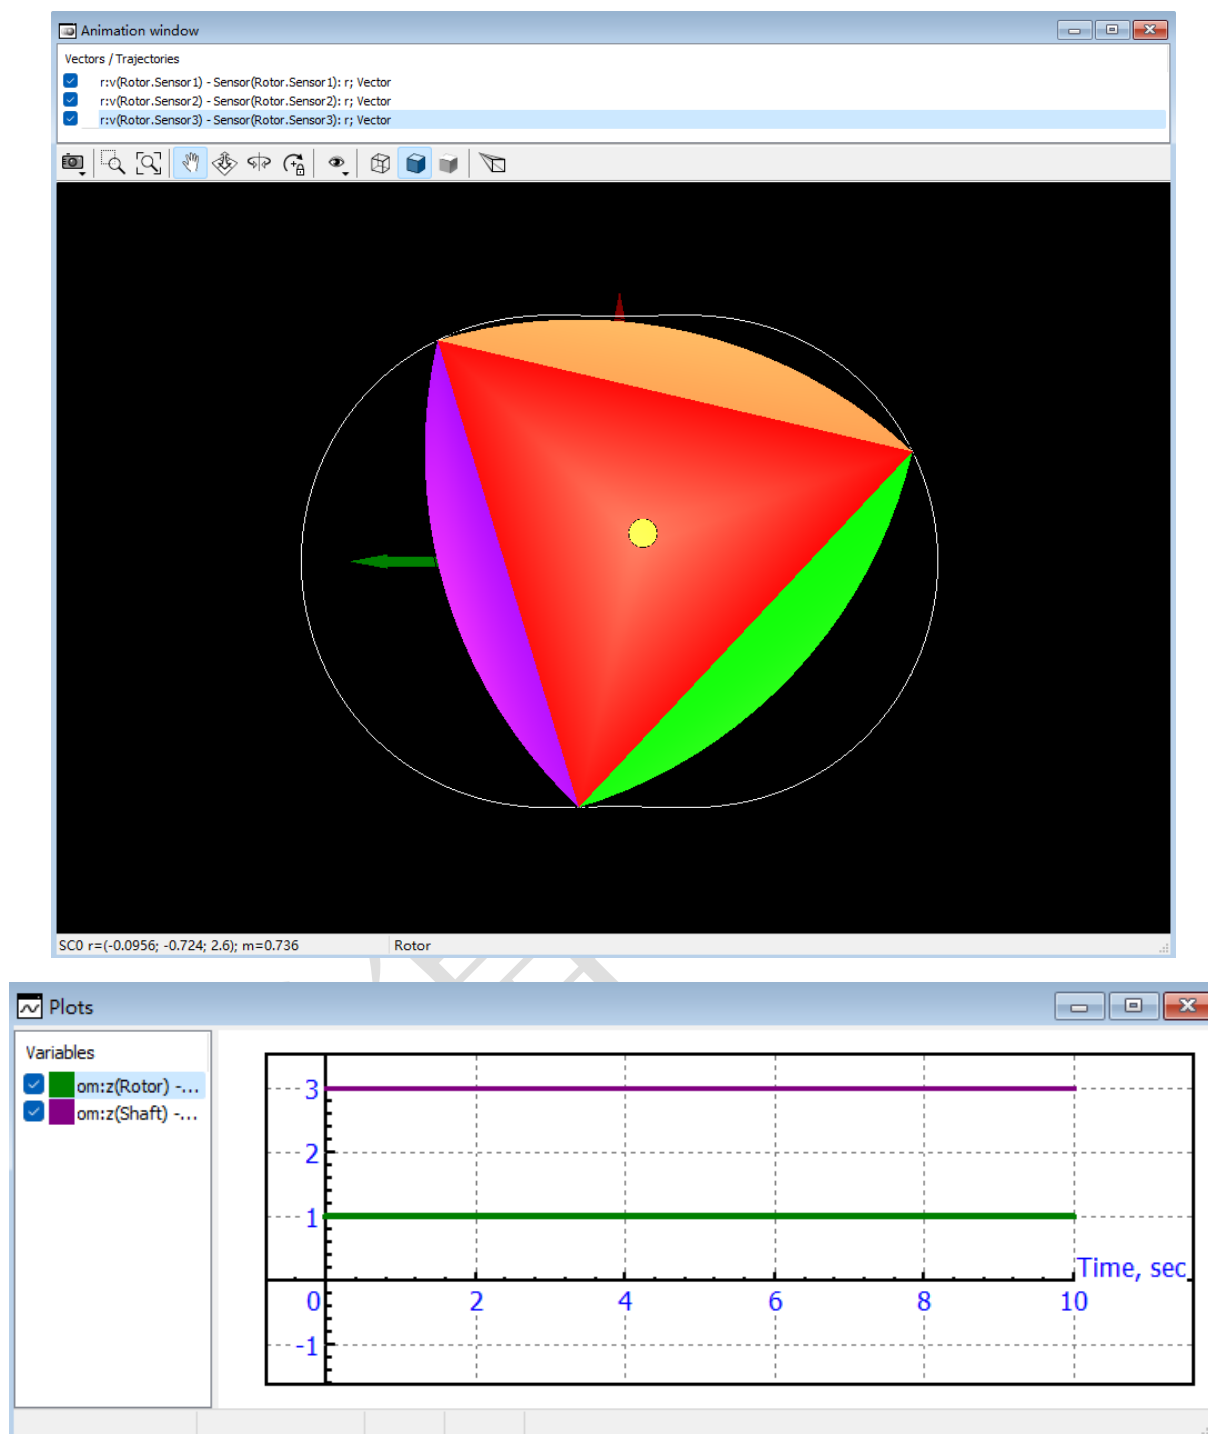 Animation window
Vectors / Trajectories
r:v(Rotor.Sensor1) - Sensor(Rotor.Sensor1): r; Vector
r:v(Rotor.Sensor2) - Sensor(Rotor.Sensor2): r; Vector
r:v(Rotor.Sensor3) - Sensor(Rotor.Sensor3): r; Vector
SC0 r=(-0.0956; -0.724; 2.6); m=0.736 Rotor
Plots
Variables
om:z(Rotor) -...
om:z(Shaft) -...
3
2
1
Time, sec
0 2 4 6 8 10
-1